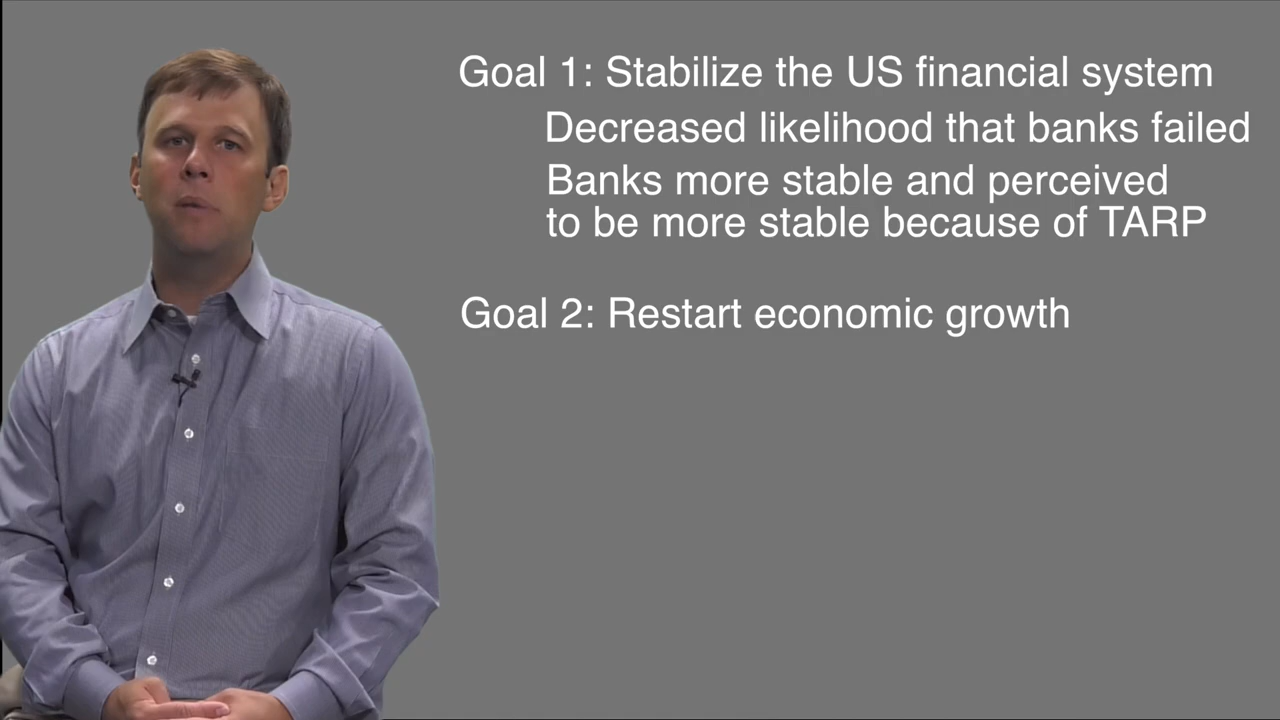 Goal 1: Stabilize the US financial system
Decreased likelihood that banks failed
Banks more stable and perceived
to be more stable because of TARP
Goal 2: Restart economic growth